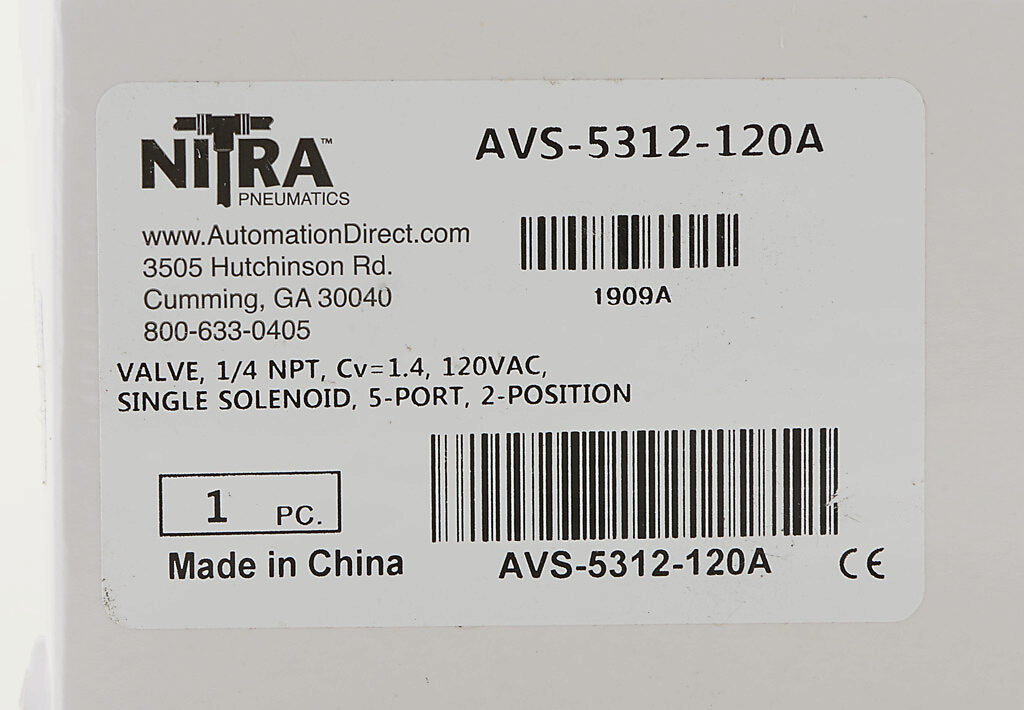 NITRA™
PNEUMATICS
AVS-5312-120A
www.AutomationDirect.com
3505 Hutchinson Rd.
Cumming, GA 30040
800-633-0405
1909A
VALVE, 1/4 NPT, Cv=1.4, 120VAC,
SINGLE SOLENOID, 5-PORT, 2-POSITION
1 PC.
Made in China
AVS-5312-120A
CE